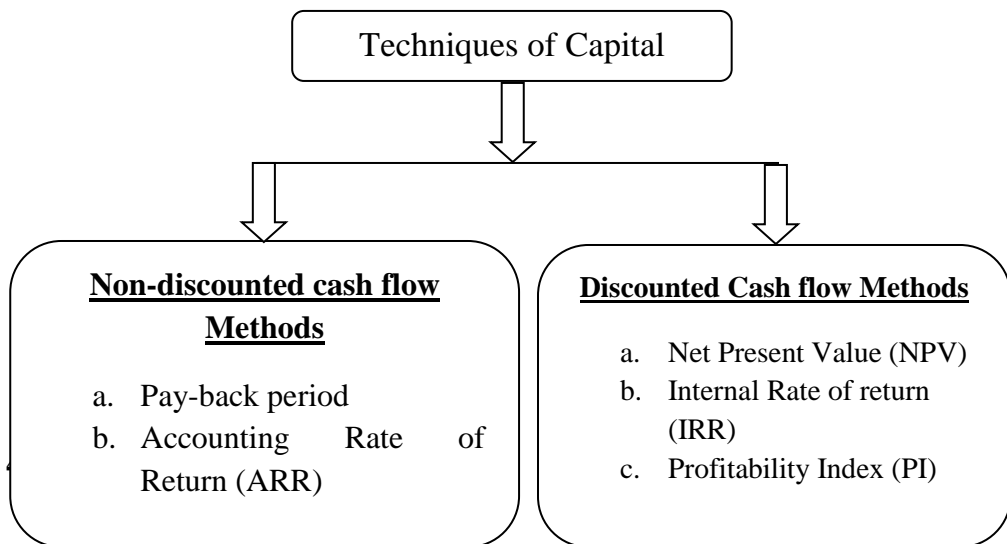 Techniques of Capital
Non-discounted cash flow
Methods
a. Pay-back period
b. Accounting Rate of
Return (ARR)
Discounted Cash flow Methods
a. Net Present Value (NPV)
b. Internal Rate of return
(IRR)
c. Profitability Index (PI)